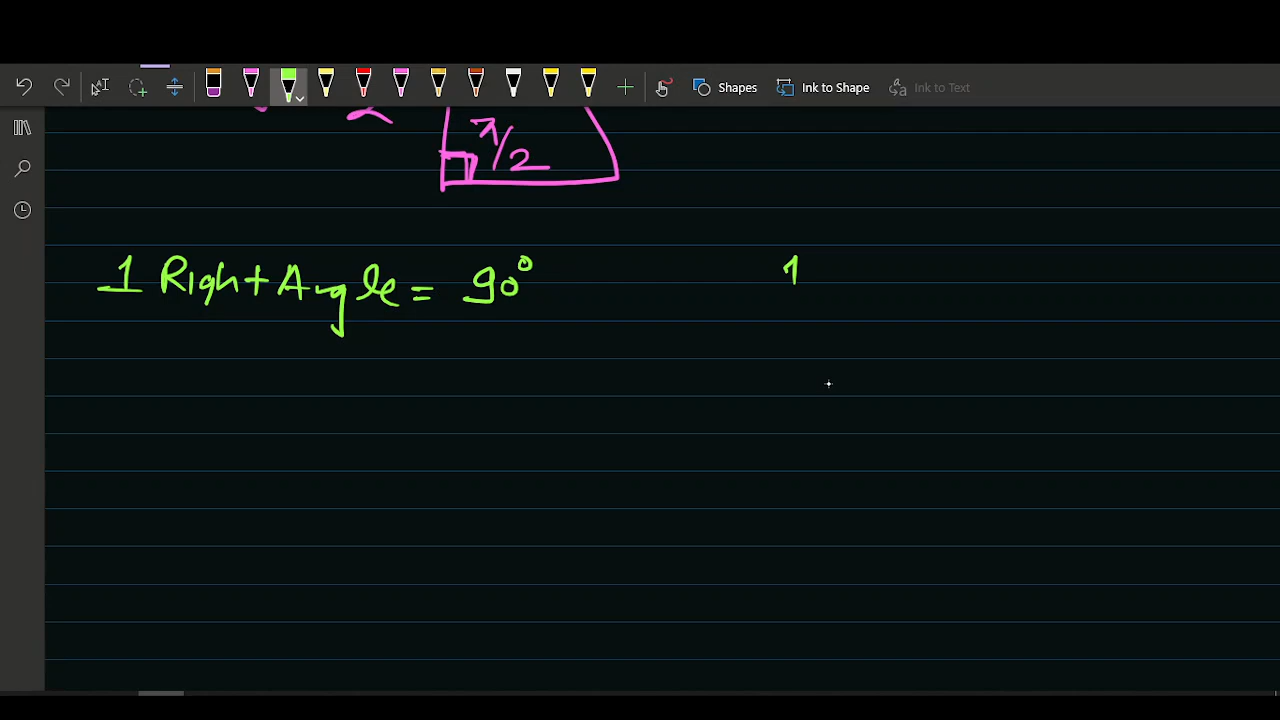 Shapes Ink to Shape Ink to Text
π/2
1 Right Angle = 90° 1